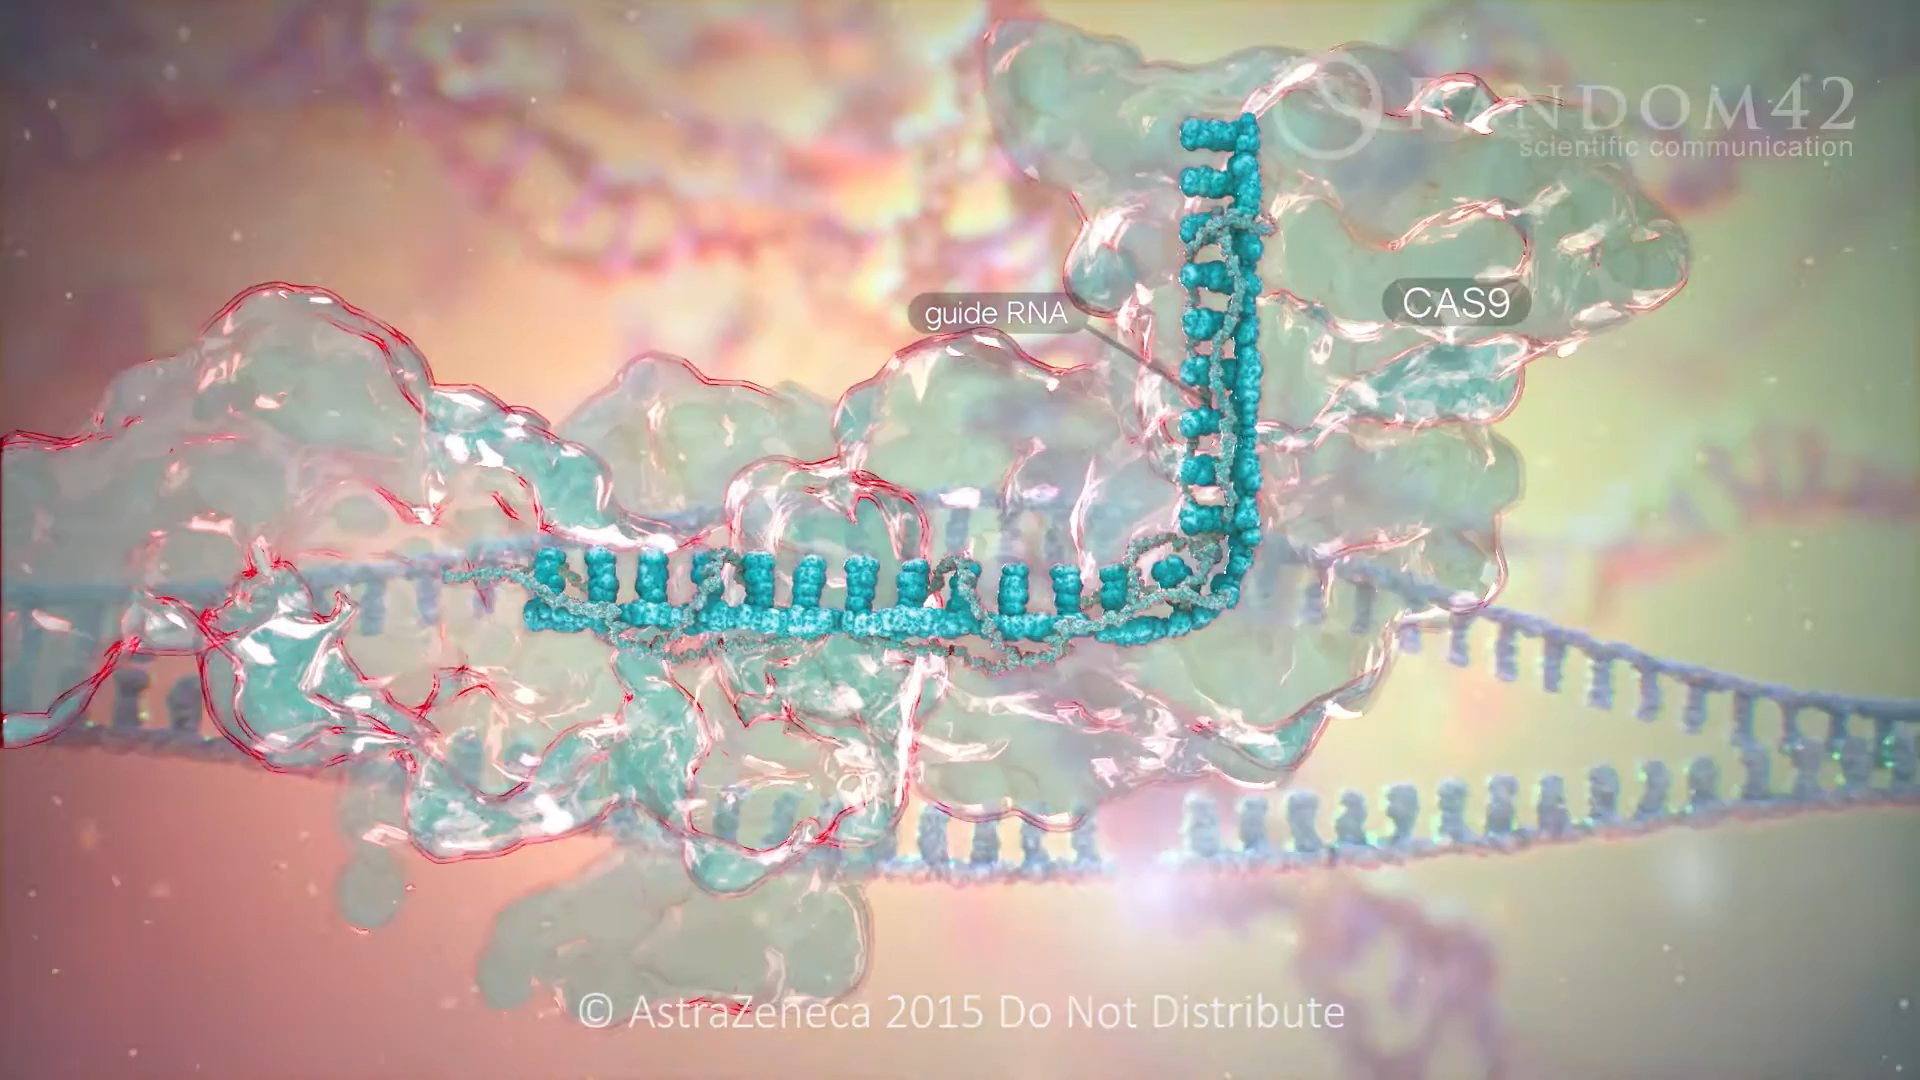 RANDOM42
scientific communication
guide RNA
CAS9
© AstraZeneca 2015 Do Not Distribute